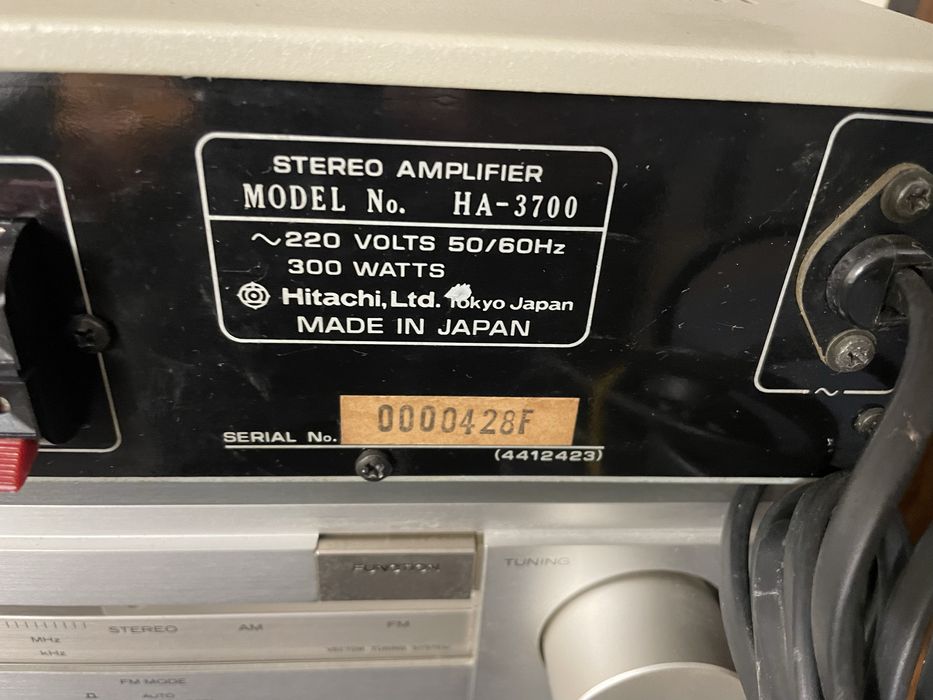 STEREO AMPLIFIER
MODEL No. HA-3700
~220 VOLTS 50/60Hz
300 WATTS
Hitachi, Ltd. Tokyo Japan
MADE IN JAPAN
~
SERIAL No. 0000428F
(4412423)
FUNCTION
TUNING
MHz
kHz
STEREO
AM
FM
FM MODE
AUTO